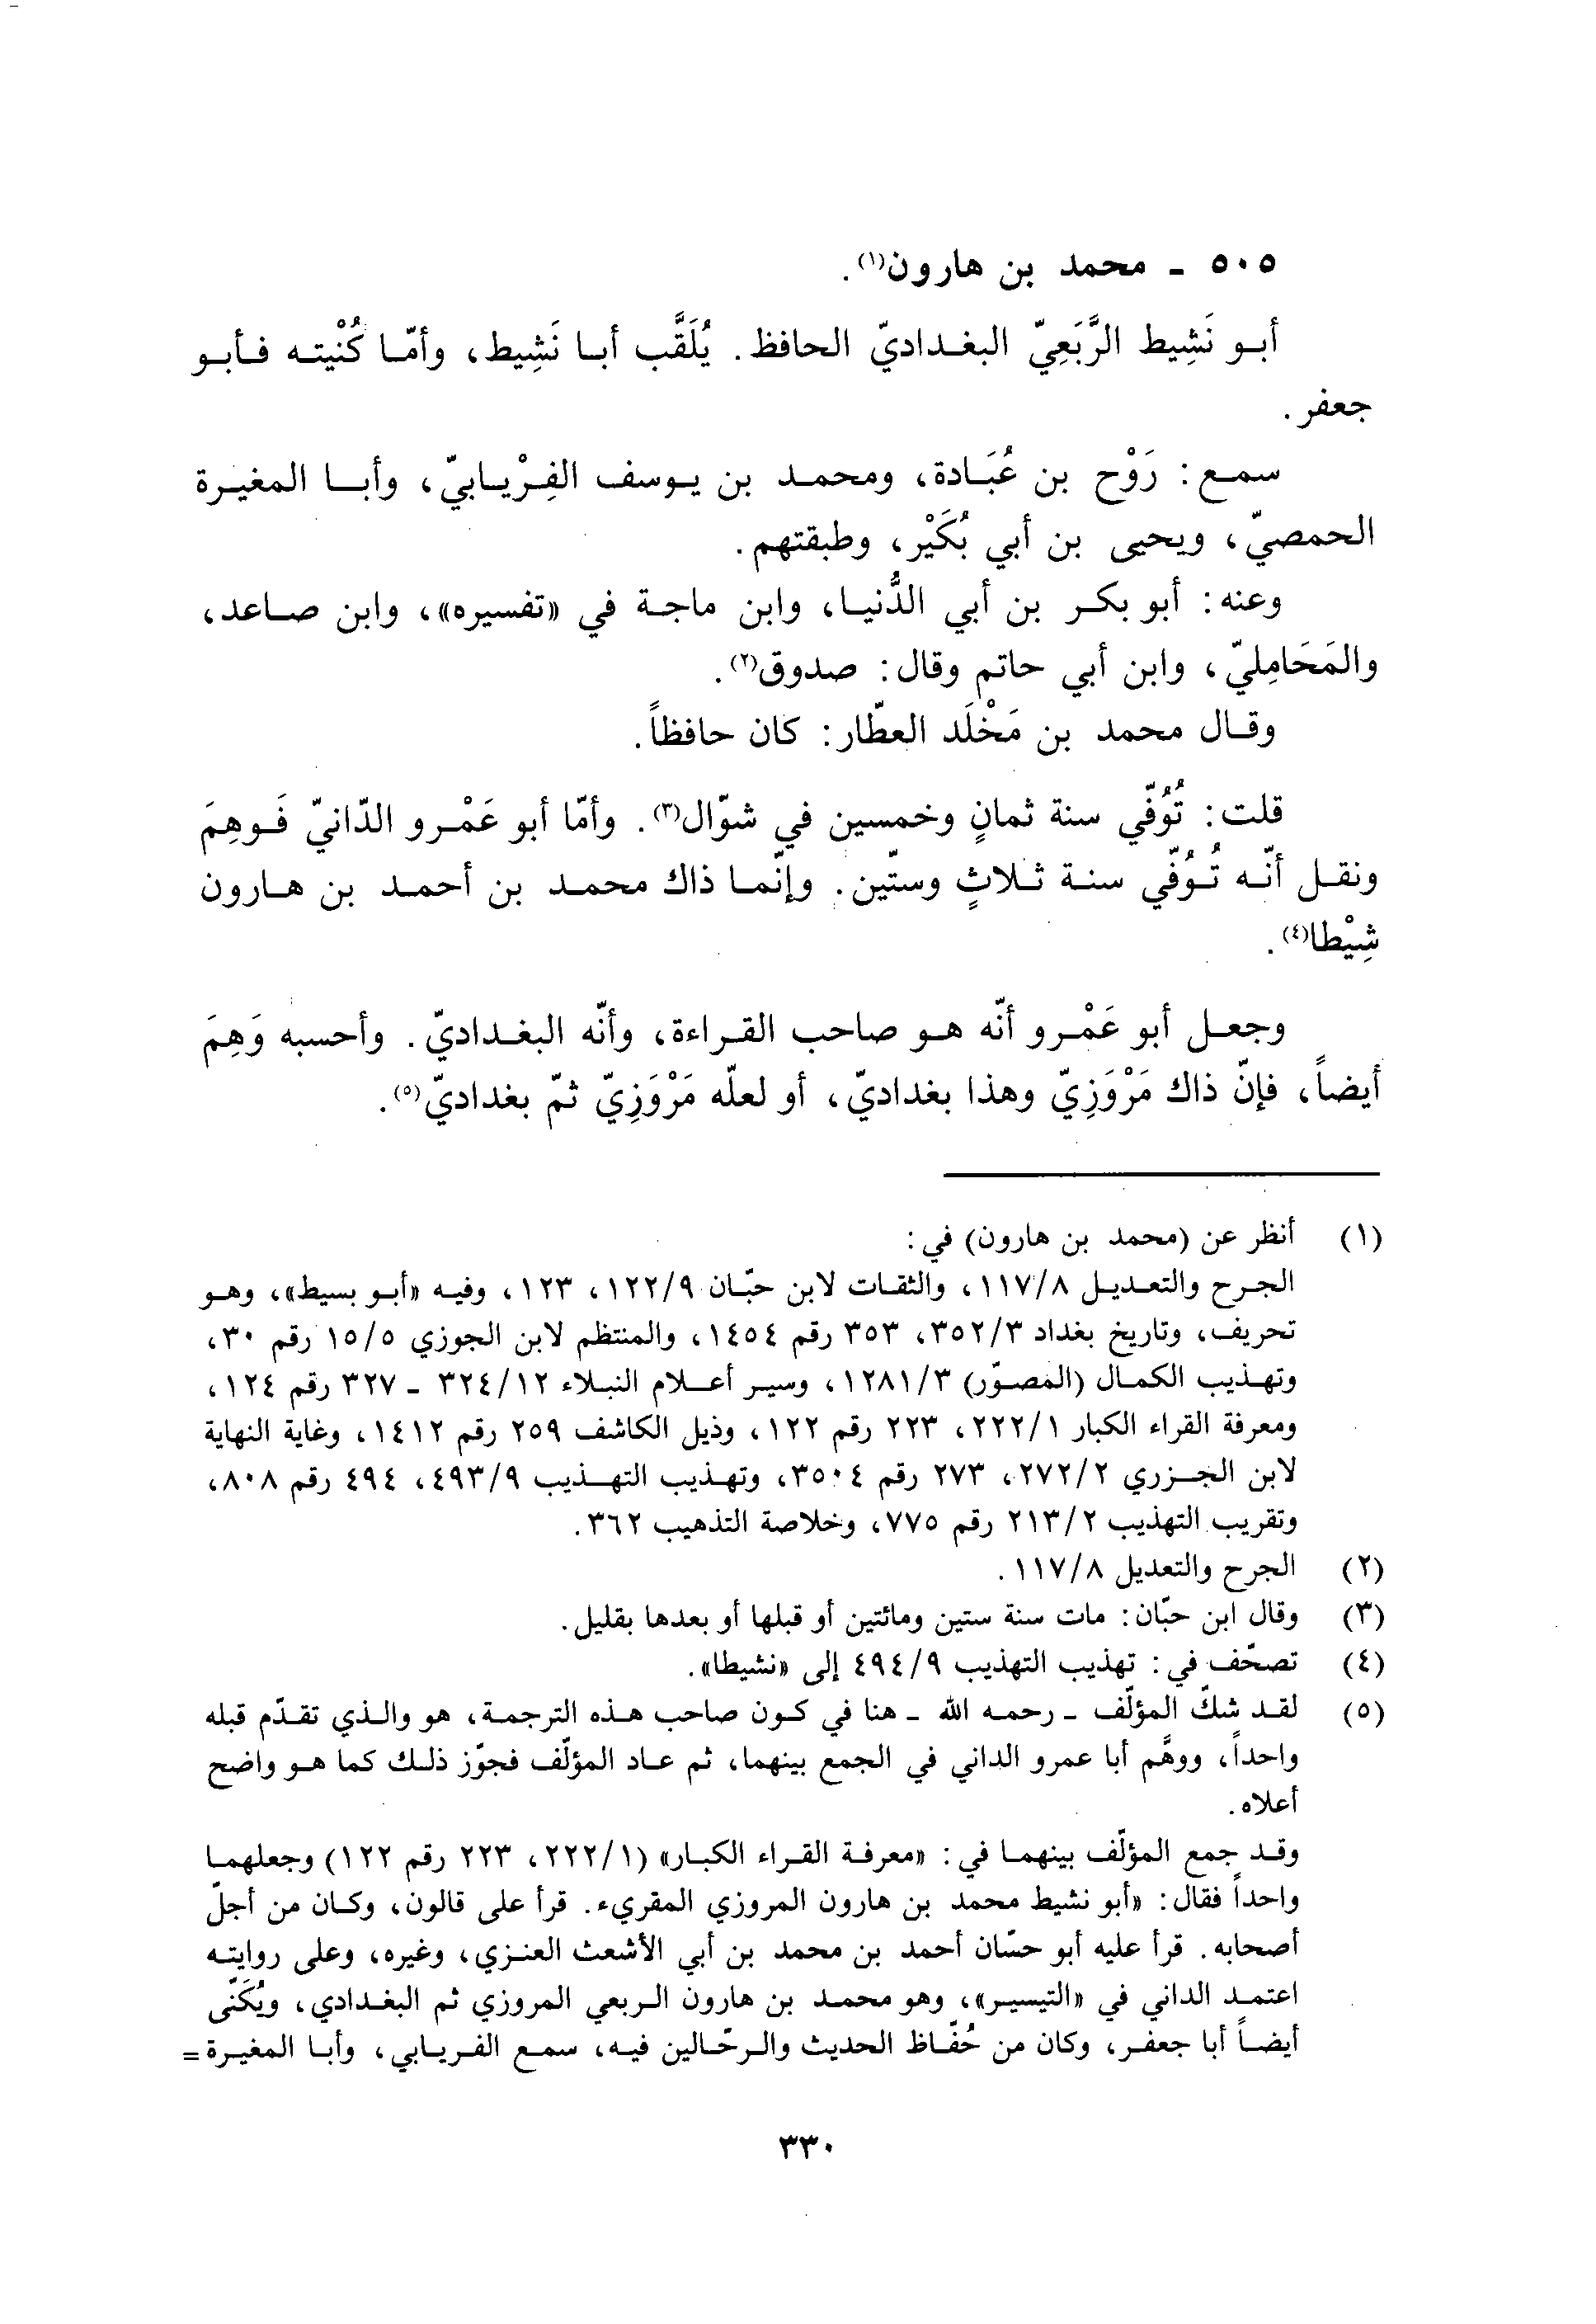 ٥٠٥ ـ محمد بن هارون(١).
أبو نَشِيط الرَّبَعِيّ البغداديّ الحافظ. يُلَقَّب أبا نَشِيط، وأمّا كُنْيته فأبو
جعفر.
سمع: رَوْح بن عُبَادة، ومحمد بن يوسف الفِرْيابيّ، وأبا المغيرة
الحمصيّ، ويحيى بن أبي بُكَيْر، وطبقتهم.
وعنه: أبو بكر بن أبي الدُّنيا، وابن ماجة في «تفسيره»، وابن صاعد،
والمَحَامِليّ، وابن أبي حاتم وقال: صدوق(٢).
وقال محمد بن مَخْلَد العطّار: كان حافظاً.
قلت: تُوُفّي سنة ثمانٍ وخمسين في شوّال(٣). وأمّا أبو عَمْرو الدّانيّ فَوهِمَ
ونقل أنّه تُوُفّي سنة ثلاثٍ وستّين. وإنّما ذاك محمد بن أحمد بن هارون
شِيْطا(٤).
وجعل أبو عَمْرو أنّه هو صاحب القراءة، وأنّه البغداديّ. وأحسبه وَهِمَ
أيضاً، فإنّ ذاك مَرْوَزِيّ وهذا بغداديّ، أو لعلّه مَرْوَزِيّ ثمّ بغداديّ(٥).
(١) أنظر عن (محمد بن هارون) في:
الجرح والتعديل ١١٧/٨، والثقات لابن حبّان ١٢٢/٩، ١٢٣، وفيه «أبو بسيط»، وهو
تحريف، وتاريخ بغداد ٣٥٢/٣، ٣٥٣ رقم ١٤٥٤، والمنتظم لابن الجوزي ١٥/٥ رقم ٣٠،
وتهذيب الكمال (المصوّر) ١٢٨١/٣، وسير أعلام النبلاء ٣٢٤/١٢ ـ ٣٢٧ رقم ١٢٤،
ومعرفة القراء الكبار ٢٢٢/١، ٢٢٣ رقم ١٢٢، وذيل الكاشف ٢٥٩ رقم ١٤١٢، وغاية النهاية
لابن الجزري ٢٧٢/٢، ٢٧٣ رقم ٣٥٠٤، وتهذيب التهذيب ٤٩٣/٩، ٤٩٤ رقم ٨٠٨،
وتقريب التهذيب ٢١٣/٢ رقم ٧٧٥، وخلاصة التذهيب ٣٦٢.
(٢) الجرح والتعديل ١١٧/٨.
(٣) وقال ابن حبّان: مات سنة ستين ومائتين أو قبلها أو بعدها بقليل.
(٤) تصحّف في: تهذيب التهذيب ٤٩٤/٩ إلى «نشيطا».
(٥) لقد شكّ المؤلّف ـ رحمه الله ـ هنا في كون صاحب هذه الترجمة، هو والذي تقدّم قبله
واحداً، ووهّم أبا عمرو الداني في الجمع بينهما، ثم عاد المؤلّف فجوّز ذلك كما هو واضح
أعلاه.
وقد جمع المؤلّف بينهما في: «معرفة القراء الكبار» (٢٢٢/١، ٢٢٣ رقم ١٢٢) وجعلهما
واحداً فقال: «أبو نشيط محمد بن هارون المروزي المقريء. قرأ على قالون، وكان من أجلّ
أصحابه. قرأ عليه أبو حسّان أحمد بن محمد بن أبي الأشعث العنزي، وغيره، وعلى روايته
اعتمد الداني في «التيسير»، وهو محمد بن هارون الربعي المروزي ثم البغدادي، ويُكَنّى
أيضاً أبا جعفر، وكان من حُفّاظ الحديث والرحّالين فيه، سمع الفريابي، وأبا المغيرة=
٣٣٠